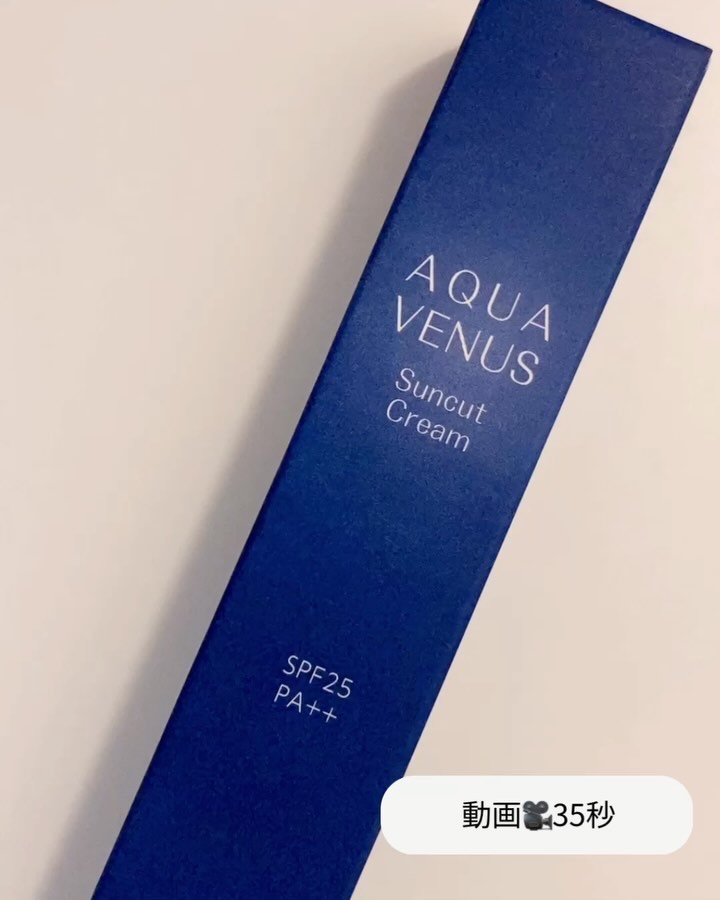 AQUA
VENUS
Suncut
Cream
SPF25
PA++
動画🎥35秒